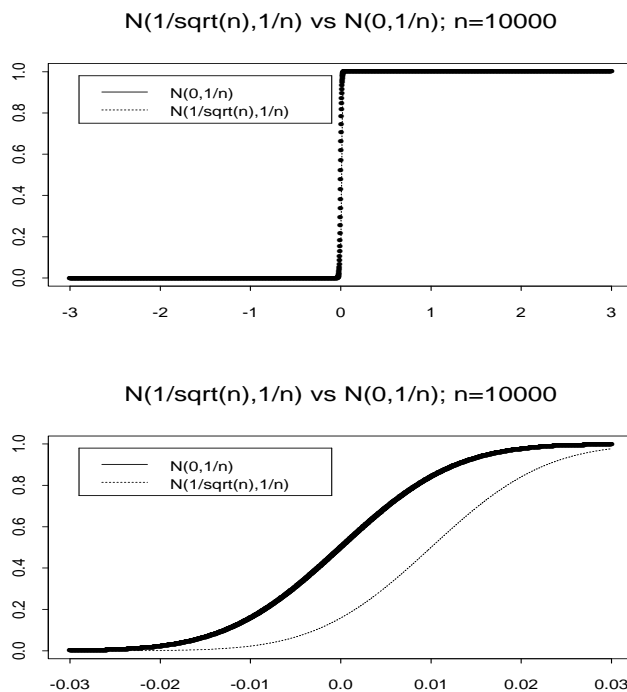 N(1/sqrt(n),1/n) vs N(0,1/n); n=10000
N(0,1/n)
N(1/sqrt(n),1/n)
1.0
0.8
0.6
0.4
0.2
0.0
-3 -2 -1 0 1 2 3
N(1/sqrt(n),1/n) vs N(0,1/n); n=10000
N(0,1/n)
N(1/sqrt(n),1/n)
1.0
0.8
0.6
0.4
0.2
0.0
-0.03 -0.02 -0.01 0.0 0.01 0.02 0.03